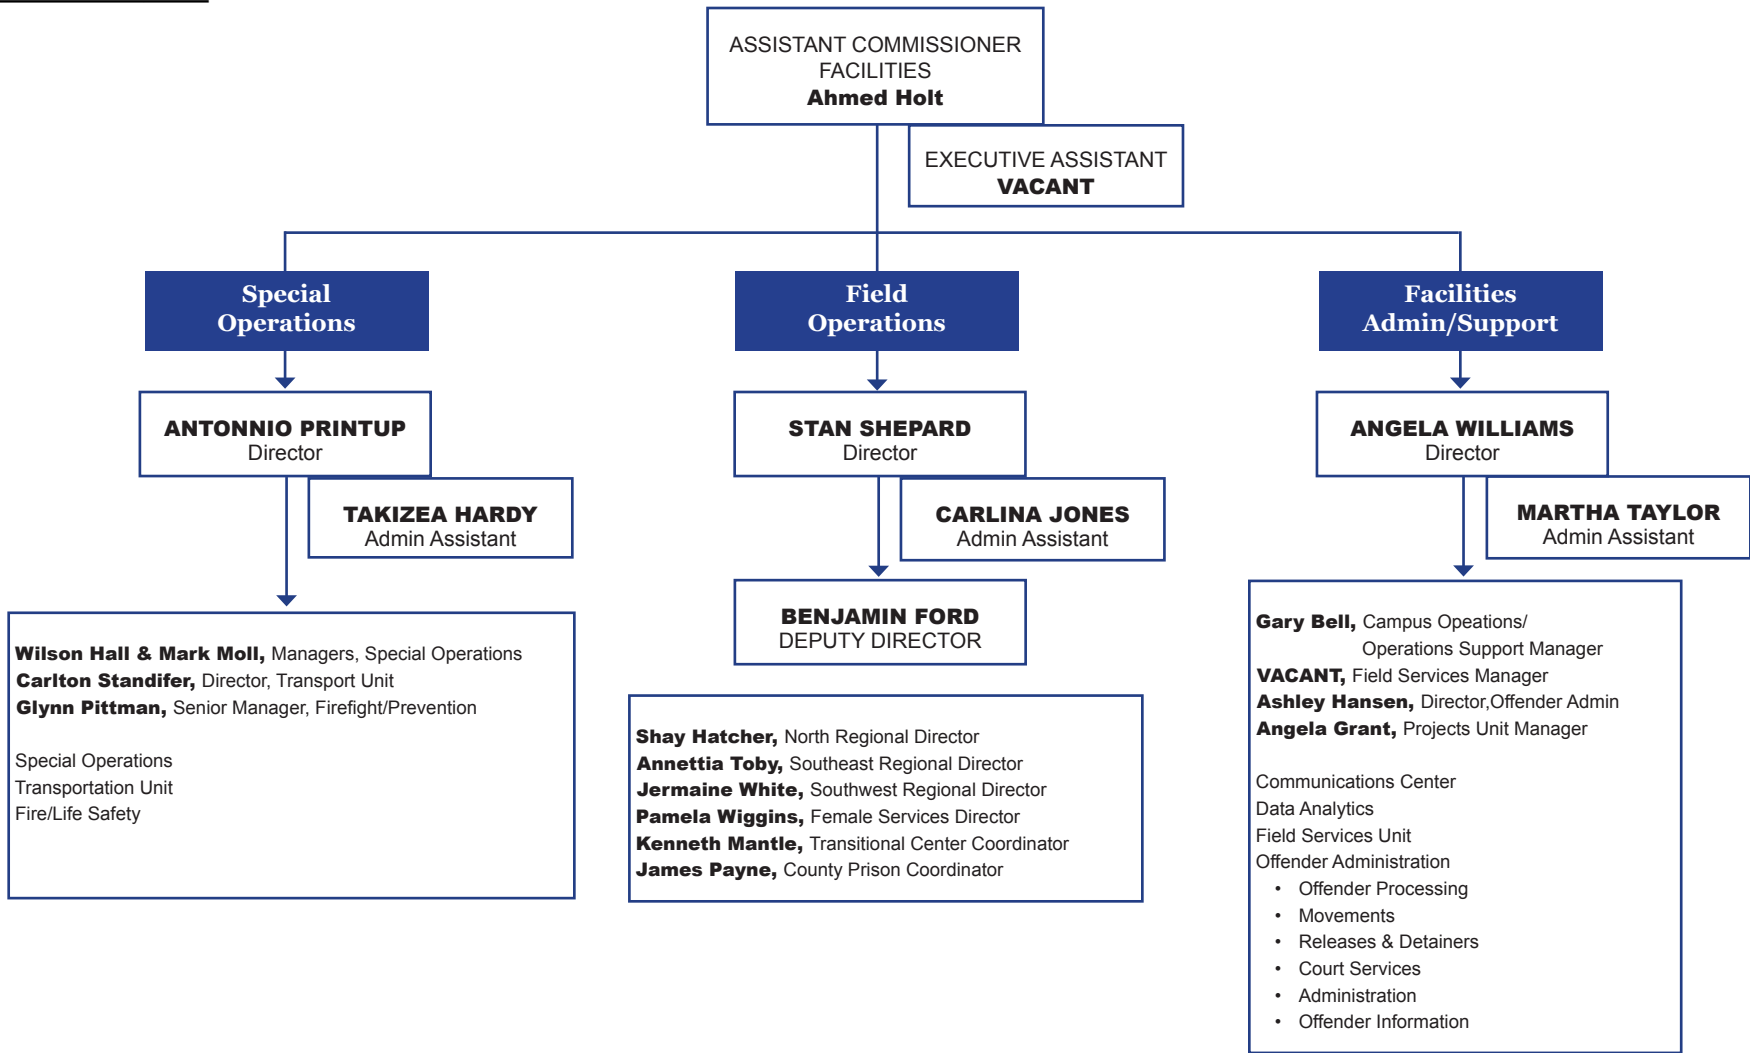 ASSISTANT COMMISSIONER
FACILITIES
Ahmed Holt
EXECUTIVE ASSISTANT
VACANT
Special
Operations
ANTONNIO PRINTUP
Director
TAKIZEA HARDY
Admin Assistant
Wilson Hall & Mark Moll, Managers, Special Operations
Carlton Standifer, Director, Transport Unit
Glynn Pittman, Senior Manager, Firefight/Prevention
Special Operations
Transportation Unit
Fire/Life Safety
Field
Operations
STAN SHEPARD
Director
CARLINA JONES
Admin Assistant
BENJAMIN FORD
DEPUTY DIRECTOR
Shay Hatcher, North Regional Director
Annettia Toby, Southeast Regional Director
Jermaine White, Southwest Regional Director
Pamela Wiggins, Female Services Director
Kenneth Mantle, Transitional Center Coordinator
James Payne, County Prison Coordinator
Facilities
Admin/Support
ANGELA WILLIAMS
Director
MARTHA TAYLOR
Admin Assistant
Gary Bell, Campus Opeations/
Operations Support Manager
VACANT, Field Services Manager
Ashley Hansen, Director,Offender Admin
Angela Grant, Projects Unit Manager
Communications Center
Data Analytics
Field Services Unit
Offender Administration
• Offender Processing
• Movements
• Releases & Detainers
• Court Services
• Administration
• Offender Information